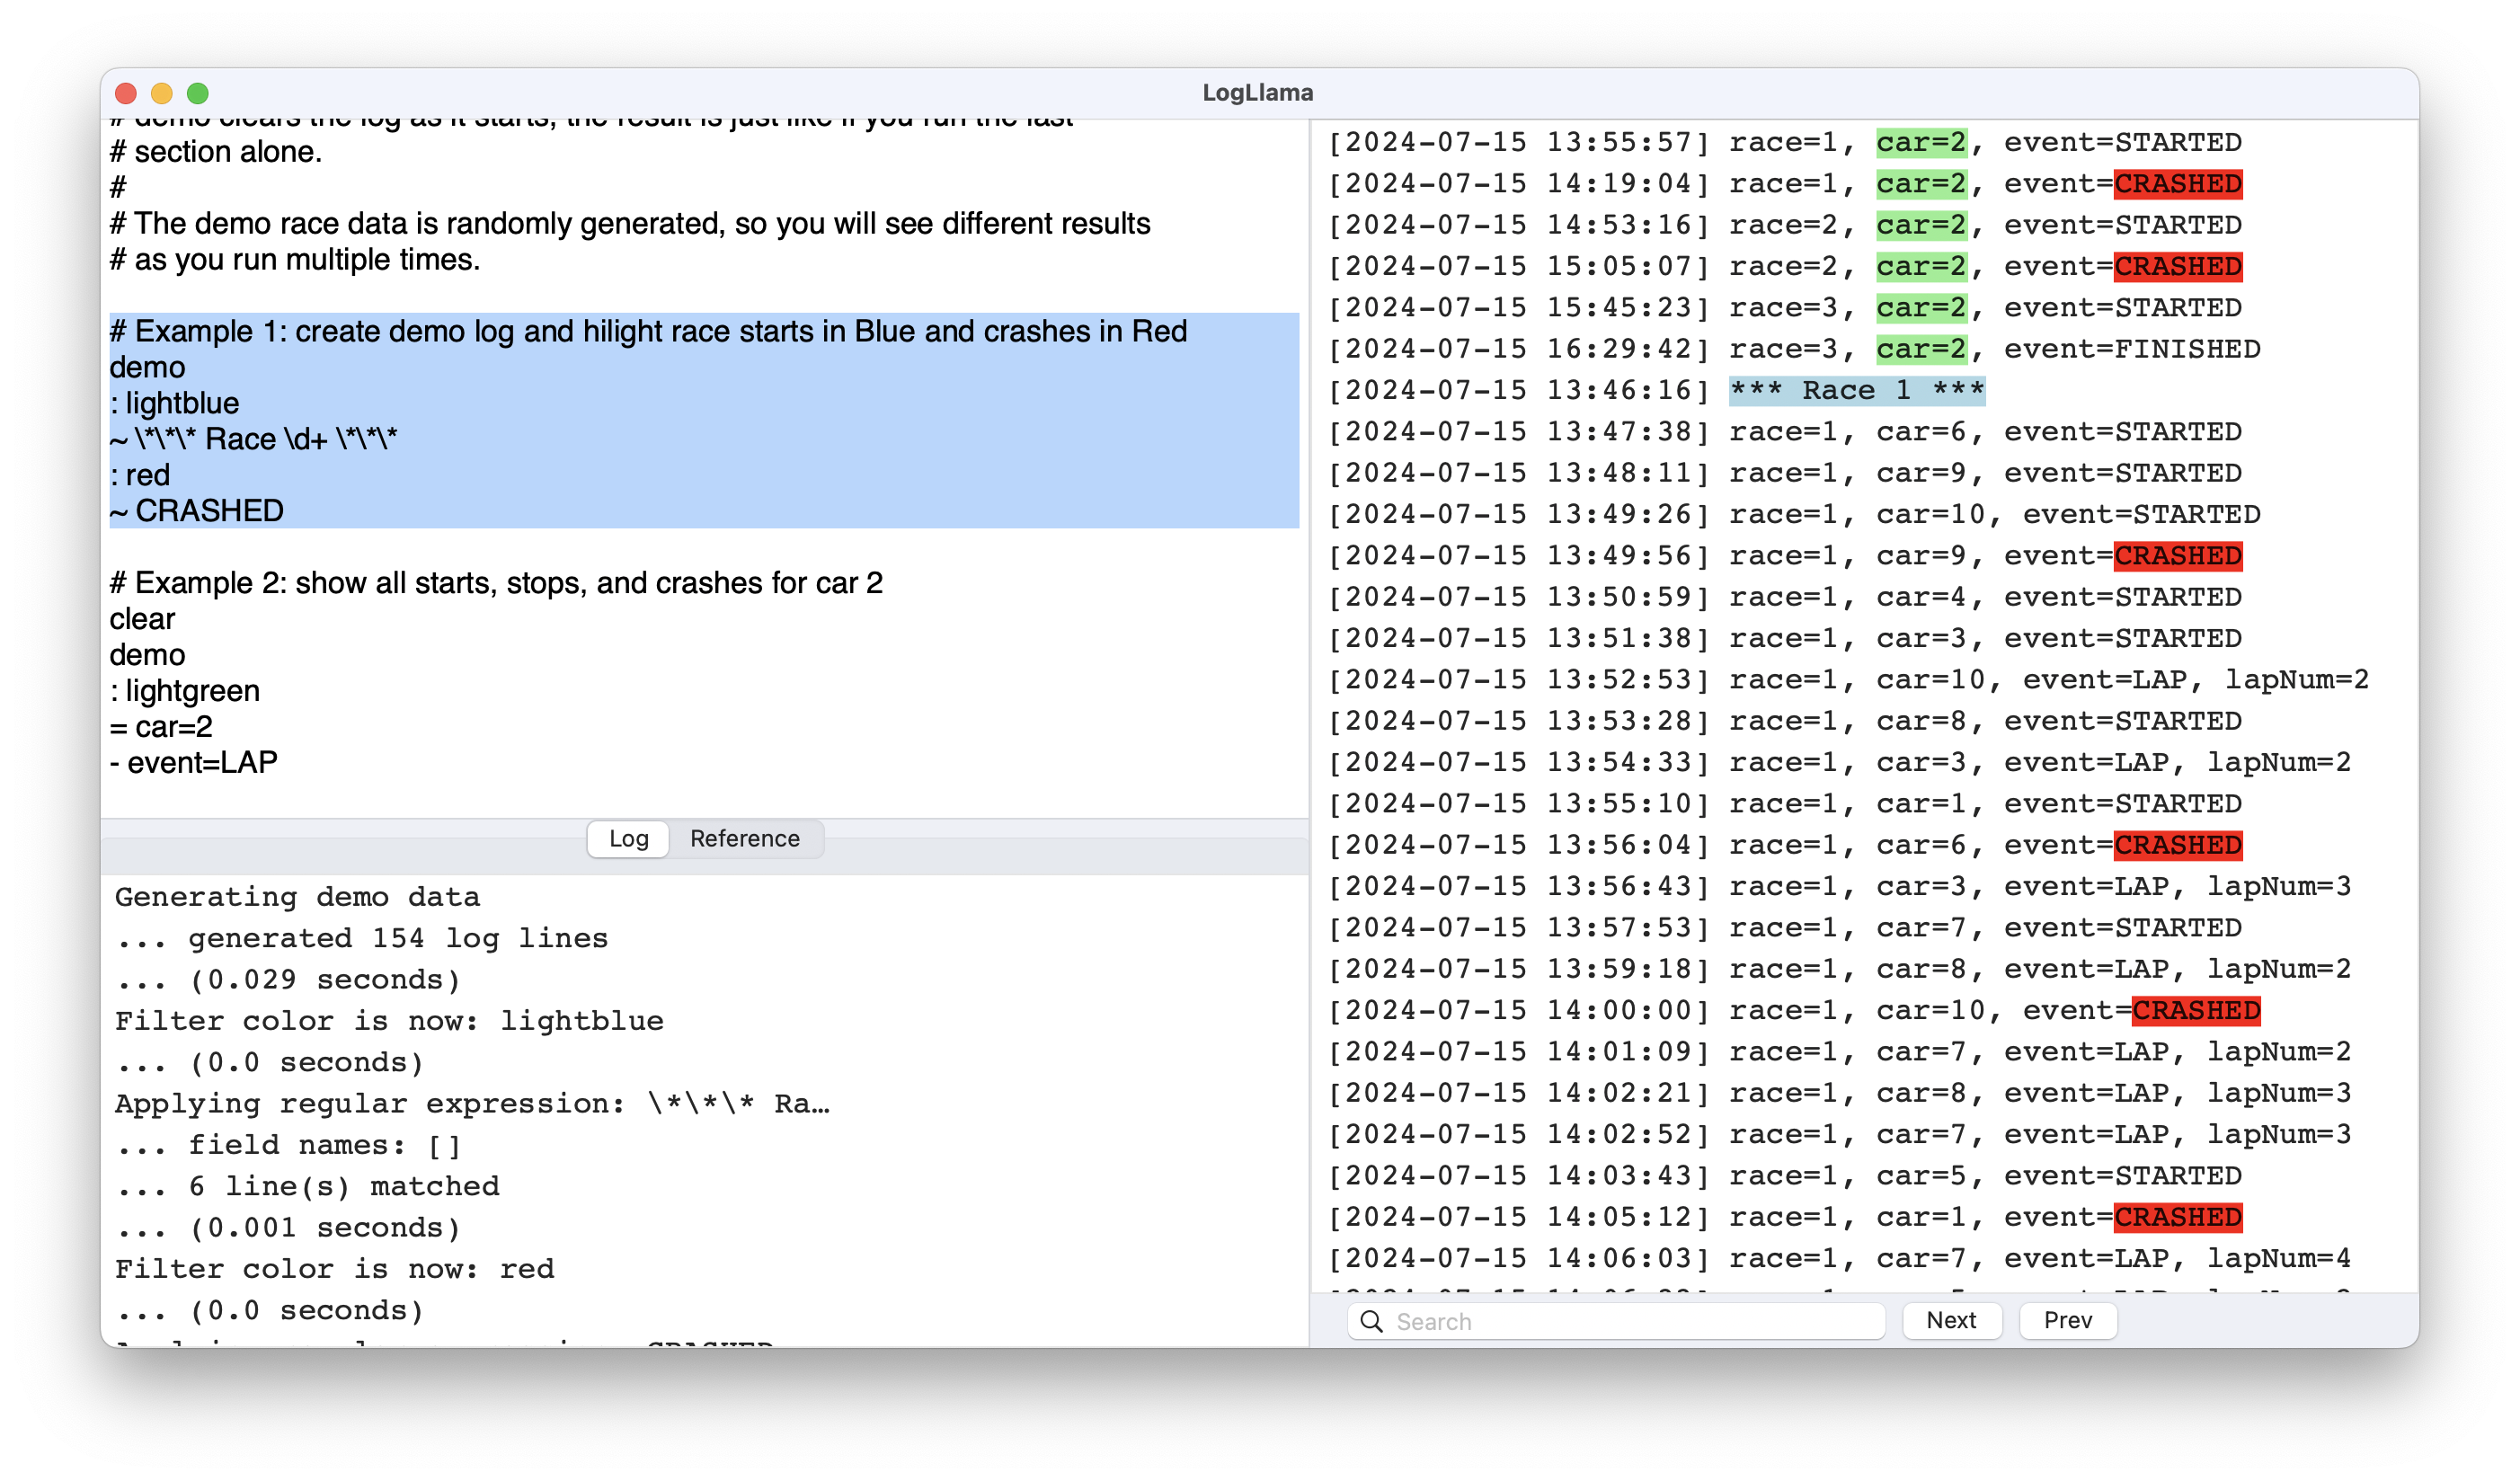 LogLlama
# demo clears the log as it starts, the result is just like if you run the last
# section alone.
#
# The demo race data is randomly generated, so you will see different results
# as you run multiple times.
# Example 1: create demo log and hilight race starts in Blue and crashes in Red
demo
: lightblue
~ \*\*\* Race \d+ \*\*\*
: red
~ CRASHED
# Example 2: show all starts, stops, and crashes for car 2
clear
demo
: lightgreen
= car=2
- event=LAP
Log Reference
Generating demo data
... generated 154 log lines
... (0.029 seconds)
Filter color is now: lightblue
... (0.0 seconds)
Applying regular expression: \*\*\* Ra…
... field names: []
... 6 line(s) matched
... (0.001 seconds)
Filter color is now: red
... (0.0 seconds)
[2024-07-15 13:55:57] race=1, car=2, event=STARTED
[2024-07-15 14:19:04] race=1, car=2, event=CRASHED
[2024-07-15 14:53:16] race=2, car=2, event=STARTED
[2024-07-15 15:05:07] race=2, car=2, event=CRASHED
[2024-07-15 15:45:23] race=3, car=2, event=STARTED
[2024-07-15 16:29:42] race=3, car=2, event=FINISHED
[2024-07-15 13:46:16] *** Race 1 ***
[2024-07-15 13:47:38] race=1, car=6, event=STARTED
[2024-07-15 13:48:11] race=1, car=9, event=STARTED
[2024-07-15 13:49:26] race=1, car=10, event=STARTED
[2024-07-15 13:49:56] race=1, car=9, event=CRASHED
[2024-07-15 13:50:59] race=1, car=4, event=STARTED
[2024-07-15 13:51:38] race=1, car=3, event=STARTED
[2024-07-15 13:52:53] race=1, car=10, event=LAP, lapNum=2
[2024-07-15 13:53:28] race=1, car=8, event=STARTED
[2024-07-15 13:54:33] race=1, car=3, event=LAP, lapNum=2
[2024-07-15 13:55:10] race=1, car=1, event=STARTED
[2024-07-15 13:56:04] race=1, car=6, event=CRASHED
[2024-07-15 13:56:43] race=1, car=3, event=LAP, lapNum=3
[2024-07-15 13:57:53] race=1, car=7, event=STARTED
[2024-07-15 13:59:18] race=1, car=8, event=LAP, lapNum=2
[2024-07-15 14:00:00] race=1, car=10, event=CRASHED
[2024-07-15 14:01:09] race=1, car=7, event=LAP, lapNum=2
[2024-07-15 14:02:21] race=1, car=8, event=LAP, lapNum=3
[2024-07-15 14:02:52] race=1, car=7, event=LAP, lapNum=3
[2024-07-15 14:03:43] race=1, car=5, event=STARTED
[2024-07-15 14:05:12] race=1, car=1, event=CRASHED
[2024-07-15 14:06:03] race=1, car=7, event=LAP, lapNum=4
Search Next Prev